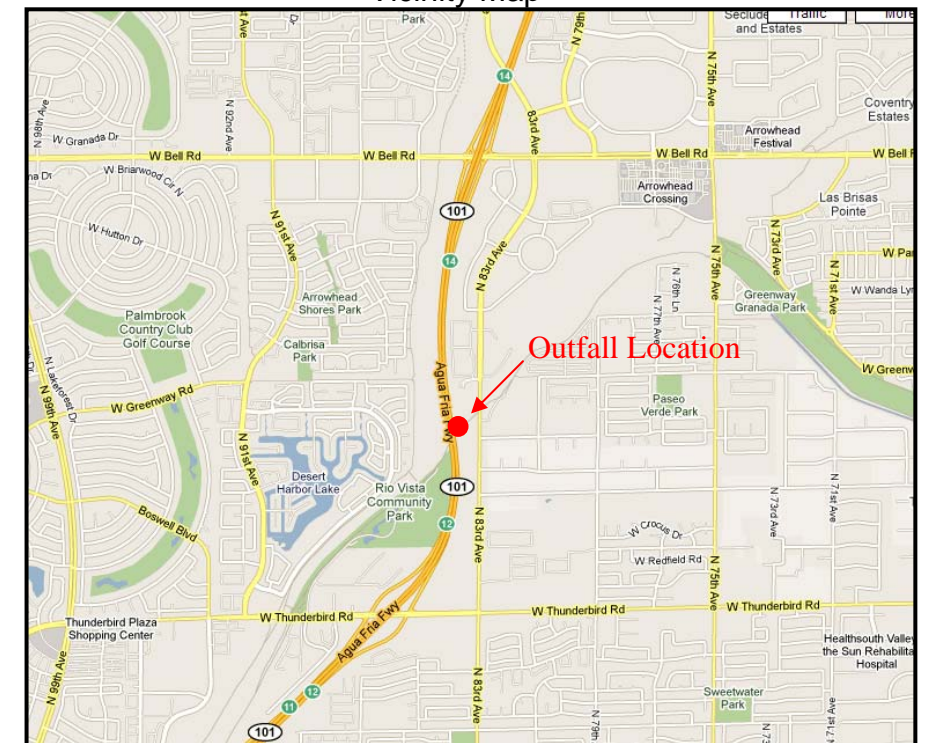 Vicinity Map
Park
N 79th
Traffic
More
and Estates
14
N 75th Ave
N 98th Ave
N 92nd Ave
83rd Ave
Coventry
Estates
W Granada Dr
Arrowhead
Festival
W Bell Rd
W Bell Rd
W Bell Rd
W Bell
W Briarwood Cir N
Arrowhead
Crossing
101
Las Brisas
Pointe
N 91st Ave
W Hutton Dr
N 83rd Ave
N 75th Ave
N 73rd Ave
14
N 71st Ave
N 76th Ln
N 77th Ave
W Wanda
Arrowhead
Shores Park
Greenway
Granada Park
Palmbrook
Country Club
Golf Course
Calbrisa
Park
Outfall Location
Agua Fria Fwy
N Lakeforest Dr
N 99th Ave
W Greenway Rd
Paseo
Verde Park
N 91st Ave
Desert
Harbor Lake
Rio Vista
Community
Park
101
12
N 83rd Ave
N 73rd Ave
N 71st Ave
Boswell Blvd
W Crocus Dr
W Redfield Rd
N 75th Ave
Thunderbird Plaza
Shopping Center
W Thunderbird Rd
W Thunderbird Rd
W Thunderbird Rd
Agua Fria Fwy
Healthsouth Valley
the Sun Rehabilita
Hospital
N 99th Ave
N 83rd Ave
12
11
Sweetwater
Park
N 79th
N 73
N 71st Ave
101